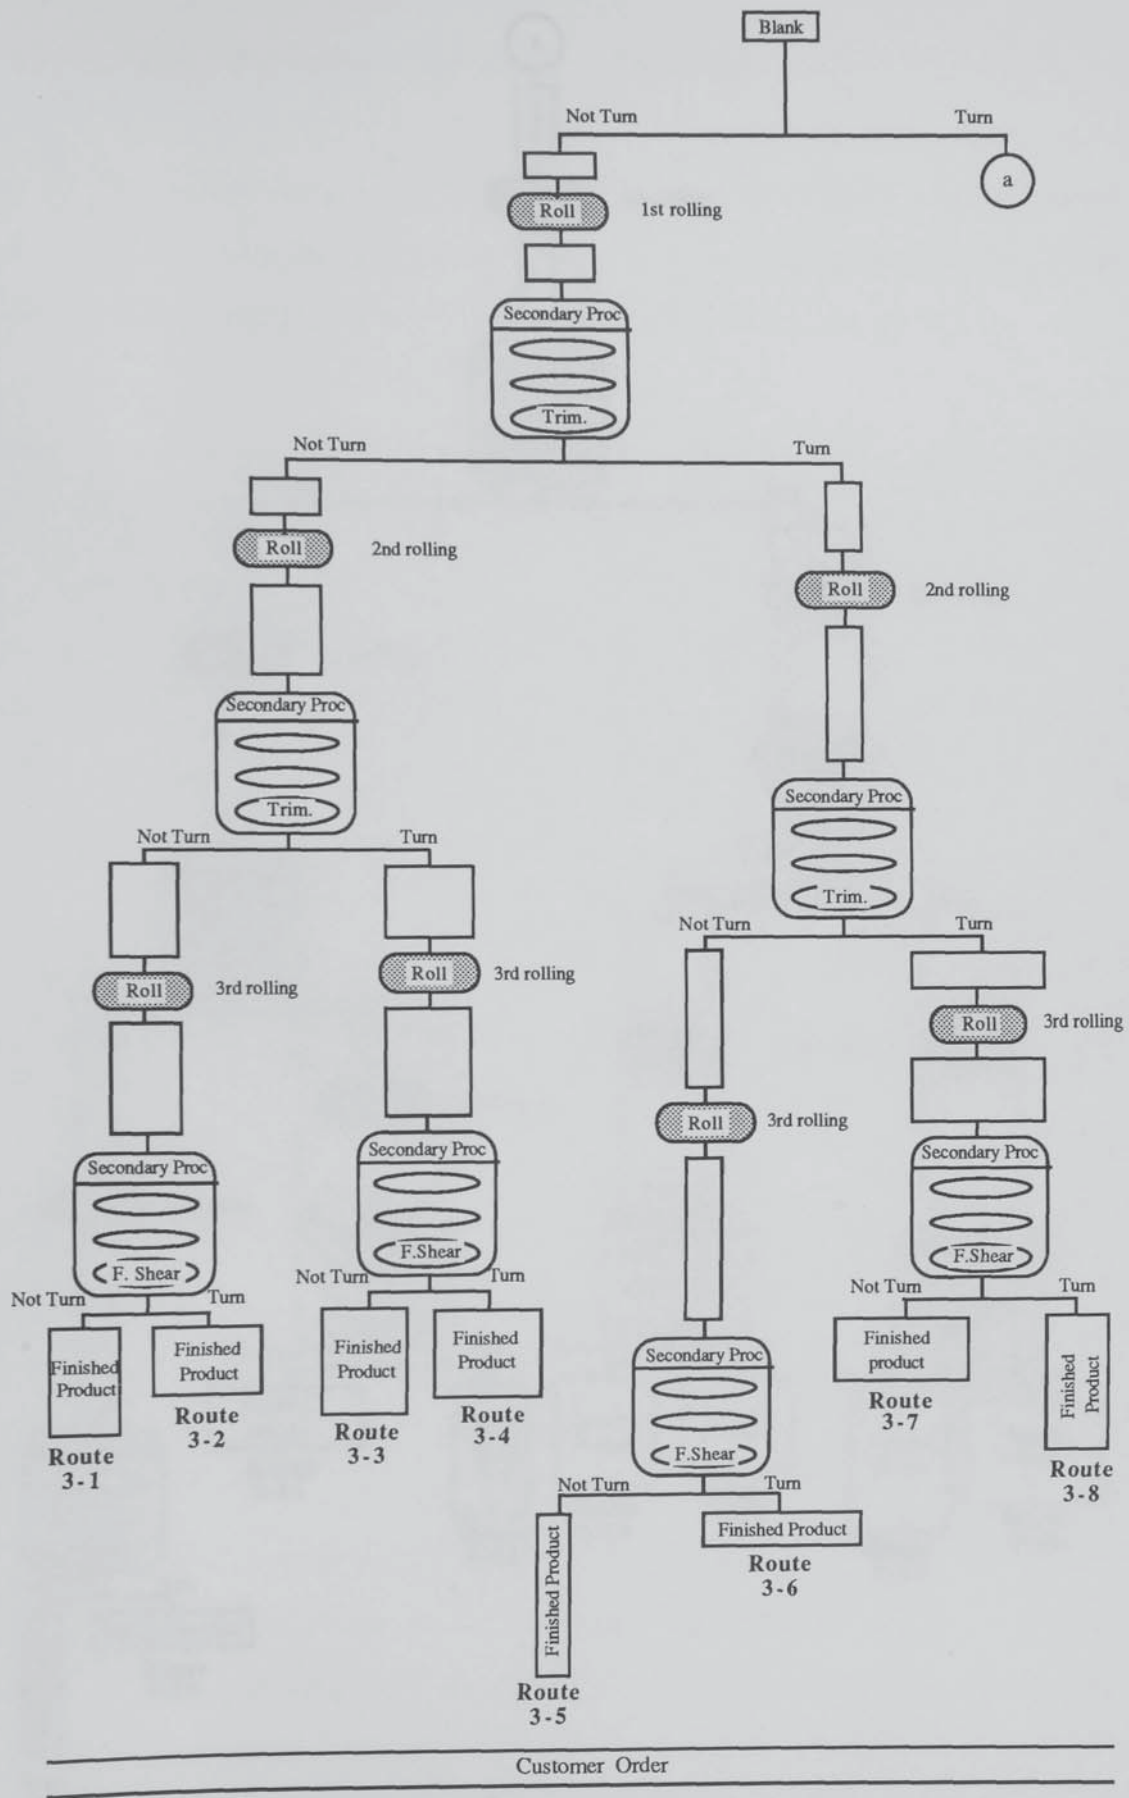 Blank
Not Turn
Turn
a
Roll
1st rolling
Secondary Proc
Trim.
Not Turn
Turn
Roll
2nd rolling
Roll
2nd rolling
Secondary Proc
Trim.
Secondary Proc
Trim.
Not Turn
Turn
Not Turn
Turn
Roll
3rd rolling
Roll
3rd rolling
Roll
3rd rolling
Roll
3rd rolling
Secondary Proc
F. Shear
Secondary Proc
F.Shear
Secondary Proc
F.Shear
Secondary Proc
F.Shear
Not Turn
Turn
Finished
Product
Route
3-1
Finished
Product
Route
3-2
Not Turn
Turn
Finished
Product
Route
3-3
Finished
Product
Route
3-4
Not Turn
Turn
Finished Product
Route
3-5
Finished Product
Route
3-6
Not Turn
Turn
Finished
product
Route
3-7
Finished
Product
Route
3-8
Customer Order